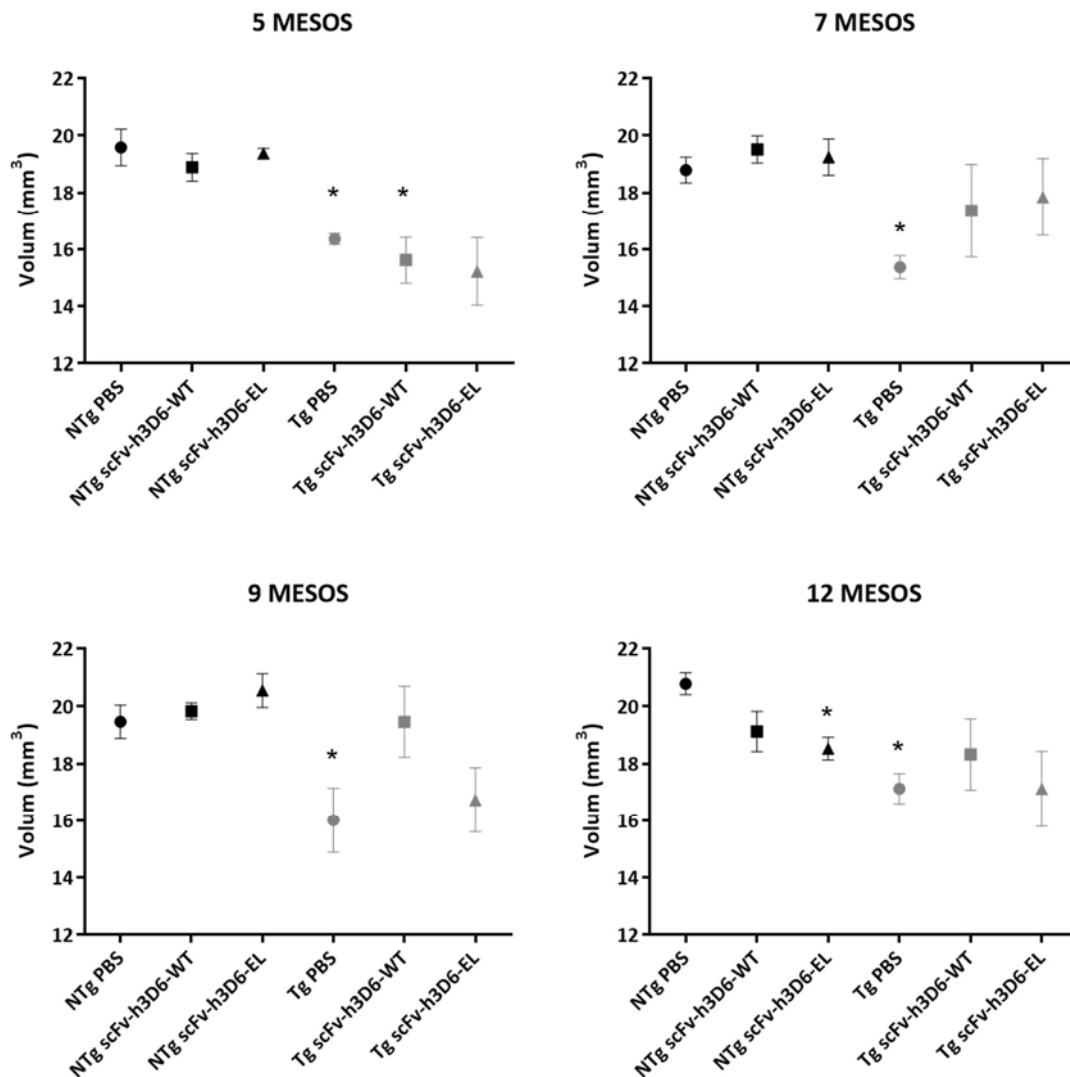 5 MESOS
Volum (mm³)
22
20
18
16
14
12
*
*
NTg PBS
NTg scFv-h3D6-WT
NTg scFv-h3D6-EL
Tg PBS
Tg scFv-h3D6-WT
Tg scFv-h3D6-EL
7 MESOS
Volum (mm³)
22
20
18
16
14
12
*
NTg PBS
NTg scFv-h3D6-WT
NTg scFv-h3D6-EL
Tg PBS
Tg scFv-h3D6-WT
Tg scFv-h3D6-EL
9 MESOS
Volum (mm³)
22
20
18
16
14
12
*
NTg PBS
NTg scFv-h3D6-WT
NTg scFv-h3D6-EL
Tg PBS
Tg scFv-h3D6-WT
Tg scFv-h3D6-EL
12 MESOS
Volum (mm³)
22
20
18
16
14
12
*
*
NTg PBS
NTg scFv-h3D6-WT
NTg scFv-h3D6-EL
Tg PBS
Tg scFv-h3D6-WT
Tg scFv-h3D6-EL